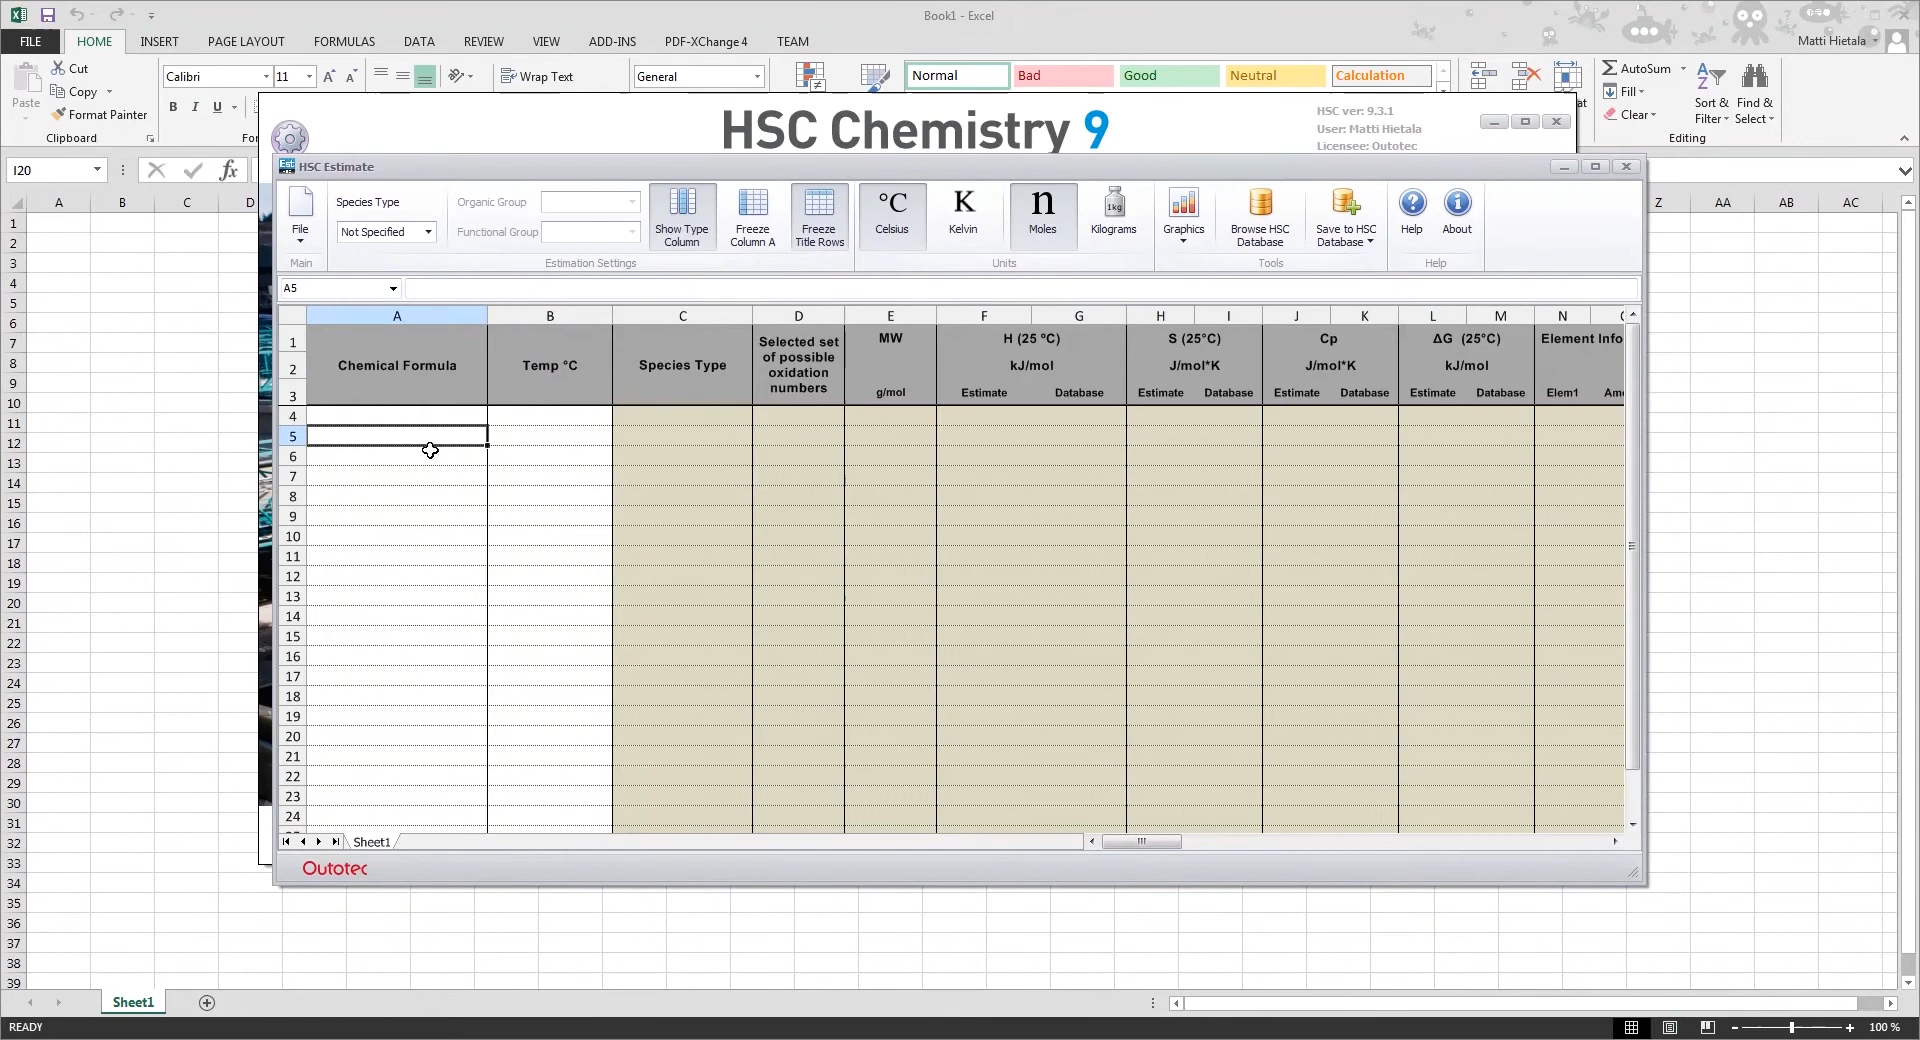 Book1 - Excel
FILE HOME INSERT PAGE LAYOUT FORMULAS DATA REVIEW VIEW ADD-INS PDF-XChange 4 TEAM
Matti Hietala
Paste
Cut
Copy
Format Painter
Clipboard
Calibri 11
B I U
Wrap Text
General
Normal Bad Good Neutral Calculation
AutoSum
Fill
Clear
Sort & Filter
Find & Select
Editing
I20
fx
A B C D Z AA AB AC
HSC Chemistry 9
HSC ver: 9.3.1
User: Matti Hietala
Licensee: Outotec
Est
HSC Estimate
File
Main
Species Type
Not Specified
Organic Group
Functional Group
Show Type Column
Freeze Column A
Freeze Title Rows
Estimation Settings
°C
Celsius
K
Kelvin
n
Moles
1kg
Kilograms
Units
Graphics
Browse HSC Database
Save to HSC Database
Tools
Help
About
Help
A5
A B C D E F G H I J K L M N
1
2
3
Chemical Formula
Temp °C
Species Type
Selected set of possible oxidation numbers
MW
g/mol
H (25 °C)
kJ/mol
Estimate Database
S (25°C)
J/mol*K
Estimate Database
Cp
J/mol*K
Estimate Database
ΔG (25°C)
kJ/mol
Estimate Database
Element Info
Elem1
4
5
6
7
8
9
10
11
12
13
14
15
16
17
18
19
20
21
22
23
24
Sheet1
Outotec
1
2
3
4
5
6
7
8
9
10
11
12
13
14
15
16
17
18
19
20
21
22
23
24
25
26
27
28
29
30
31
32
33
34
35
36
37
38
39
Sheet1
READY
100 %